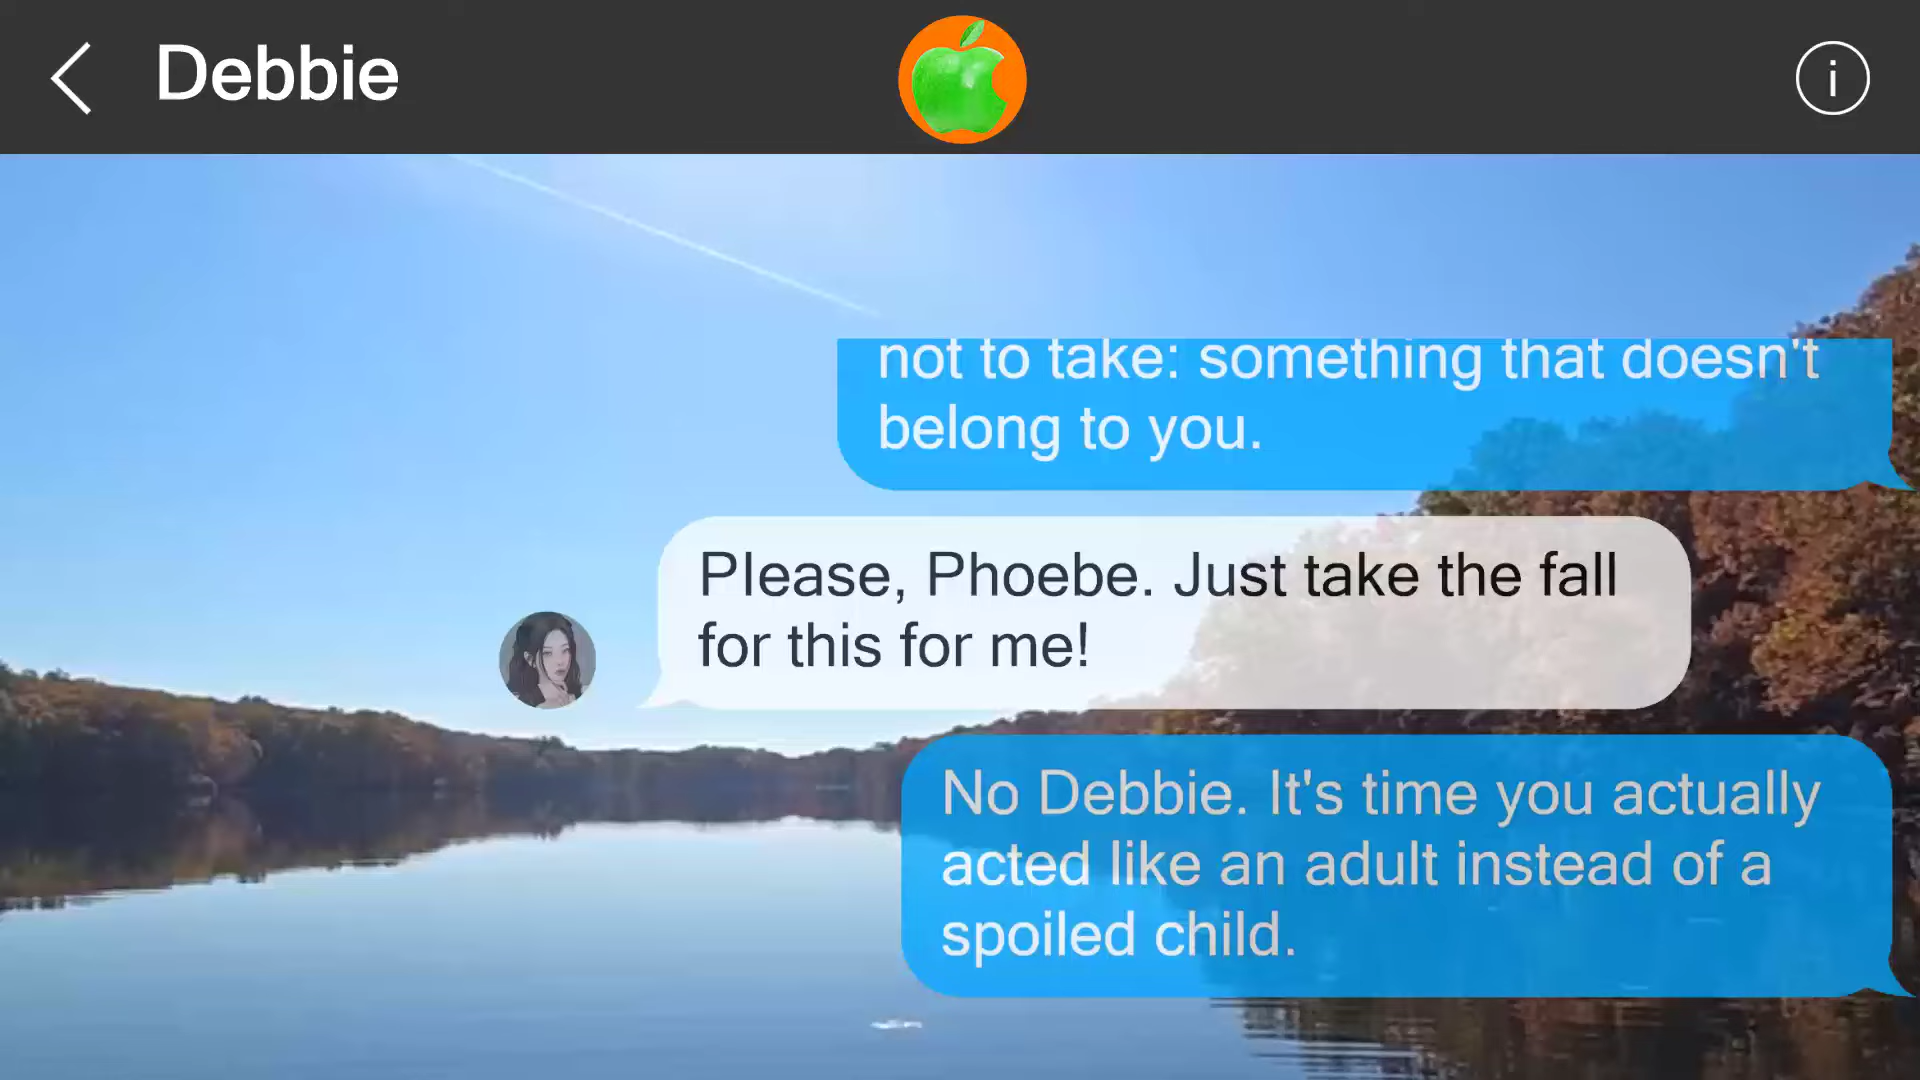 Debbie
i
not to take: something that doesn't
belong to you.
Please, Phoebe. Just take the fall
for this for me!
No Debbie. It's time you actually
acted like an adult instead of a
spoiled child.